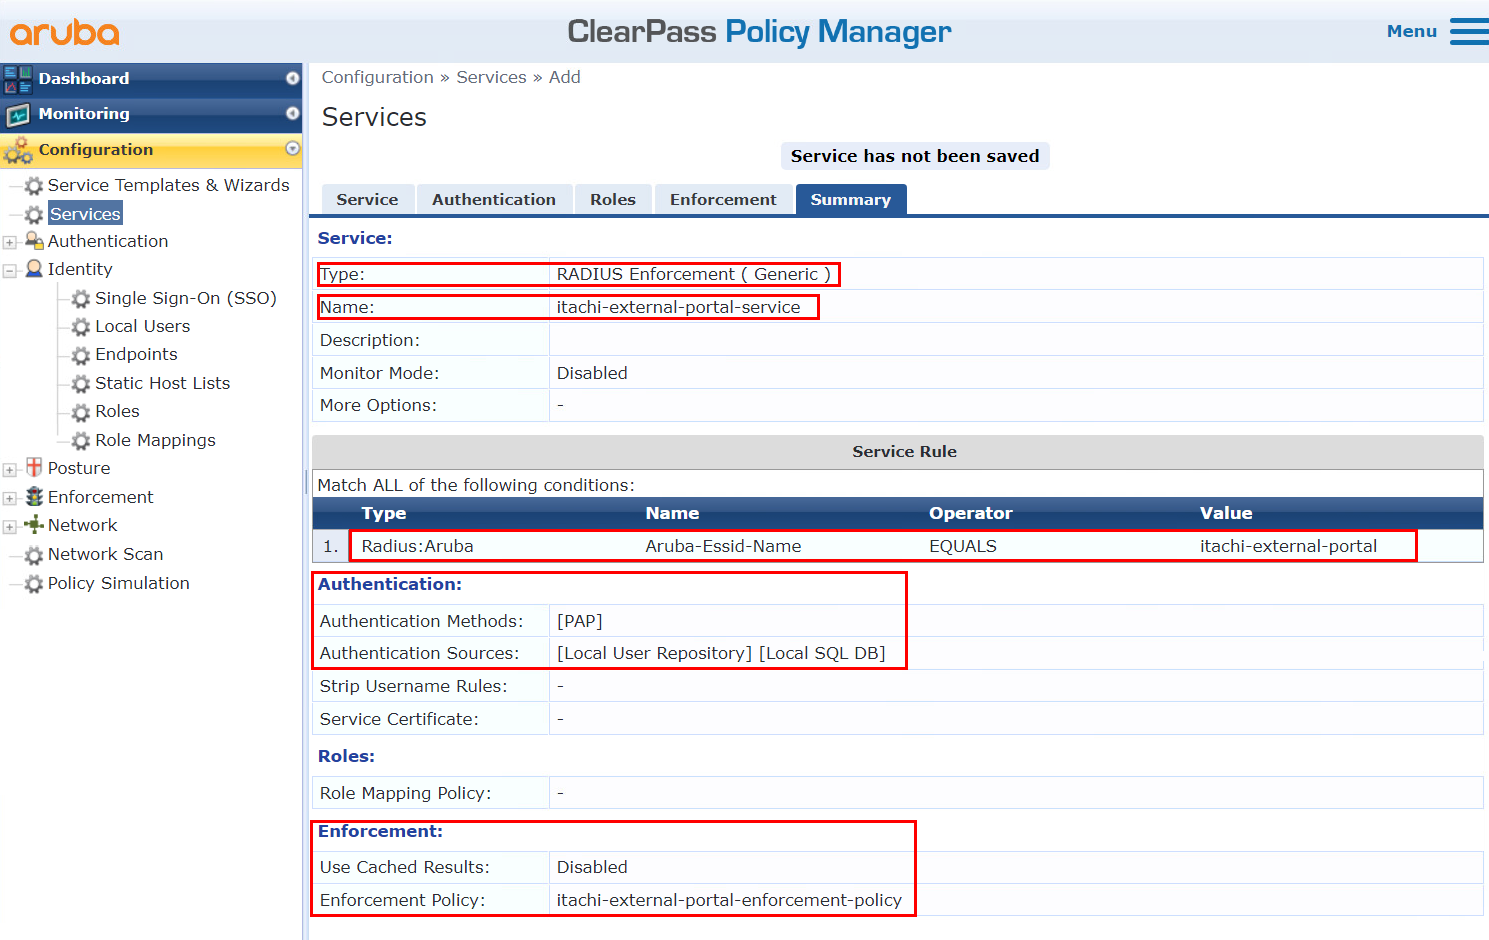 aruba
ClearPass Policy Manager
Menu
Dashboard
Monitoring
Configuration
Service Templates & Wizards
Services
Authentication
Identity
Single Sign-On (SSO)
Local Users
Endpoints
Static Host Lists
Roles
Role Mappings
Posture
Enforcement
Network
Network Scan
Policy Simulation
Configuration » Services » Add
Services
Service has not been saved
Service Authentication Roles Enforcement Summary
Service:
Type: RADIUS Enforcement ( Generic )
Name: itachi-external-portal-service
Description:
Monitor Mode: Disabled
More Options: -
Service Rule
Match ALL of the following conditions:
Type Name Operator Value
1. Radius:Aruba Aruba-Essid-Name EQUALS itachi-external-portal
Authentication:
Authentication Methods: [PAP]
Authentication Sources: [Local User Repository] [Local SQL DB]
Strip Username Rules: -
Service Certificate: -
Roles:
Role Mapping Policy: -
Enforcement:
Use Cached Results: Disabled
Enforcement Policy: itachi-external-portal-enforcement-policy